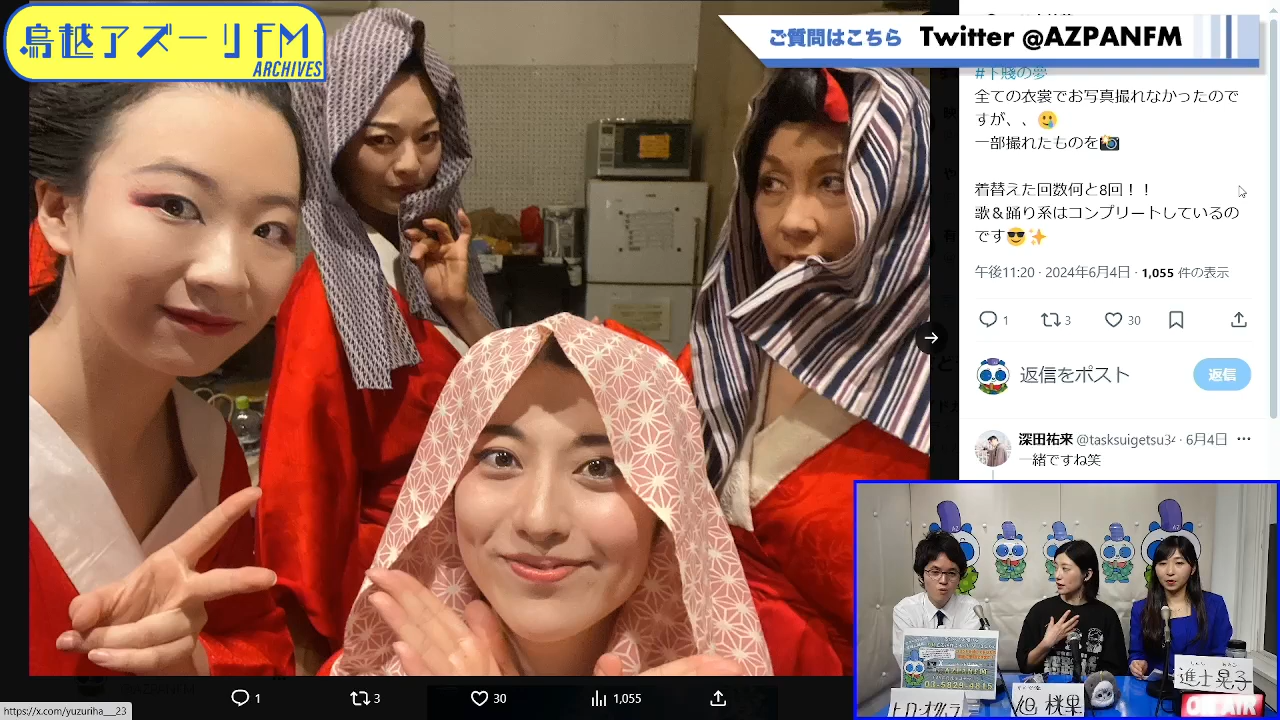 鳥越アズーリFM
ARCHIVES
ご質問はこちら Twitter @AZPANFM
#下賤の夢
全ての衣裳でお写真撮れなかったので
すが、、🥲
一部撮れたものを📸
着替えた回数何と8回！！
歌＆踊り系はコンプリートしているの
です😎✨
午後11:20 · 2024年6月4日 · 1,055 件の表示
1 3 30
返信をポスト 返信
深田祐来 @tasksuigetsu34 · 6月4日 ···
一緒ですね笑
1 3 30 1,055
https://x.com/yuzuriha__23
AZPANFM
進士晃子
ON AIR